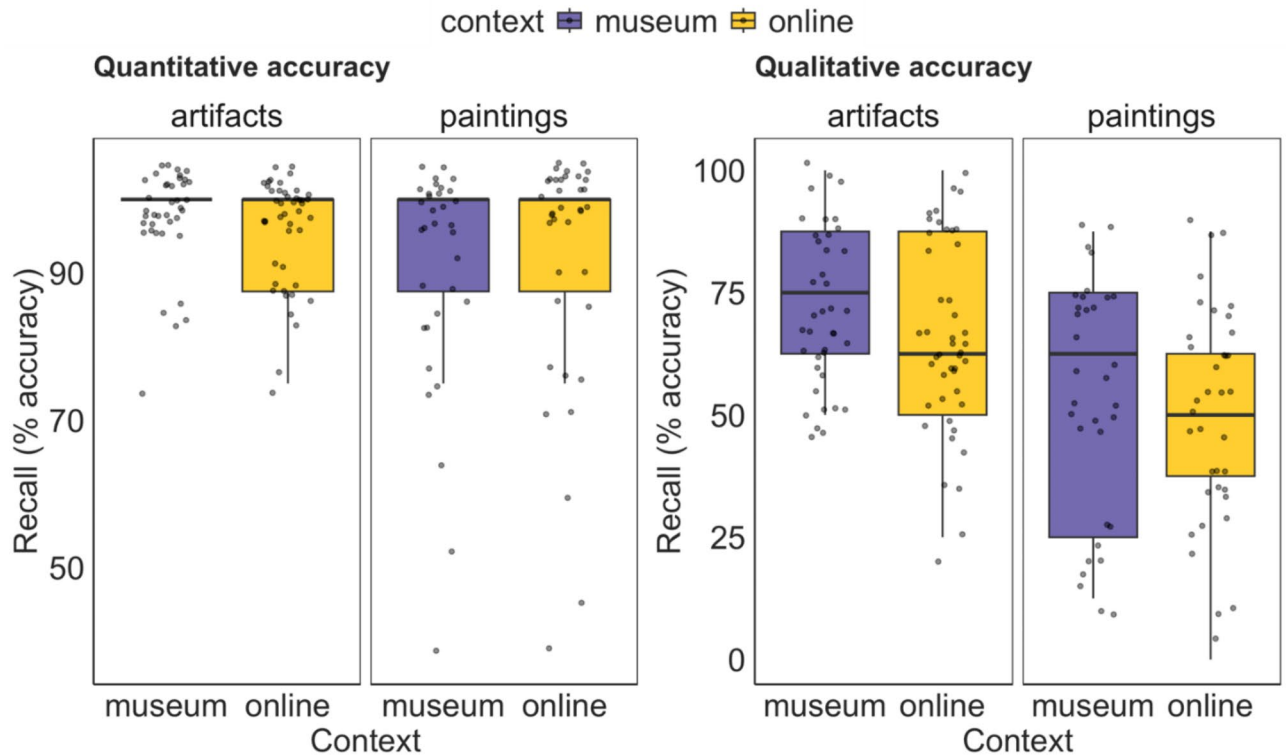 context museum online
Quantitative accuracy
artifacts paintings
Recall (% accuracy)
90
70
50
museum online museum online
Context
Qualitative accuracy
artifacts paintings
Recall (% accuracy)
100
75
50
25
0
museum online museum online
Context